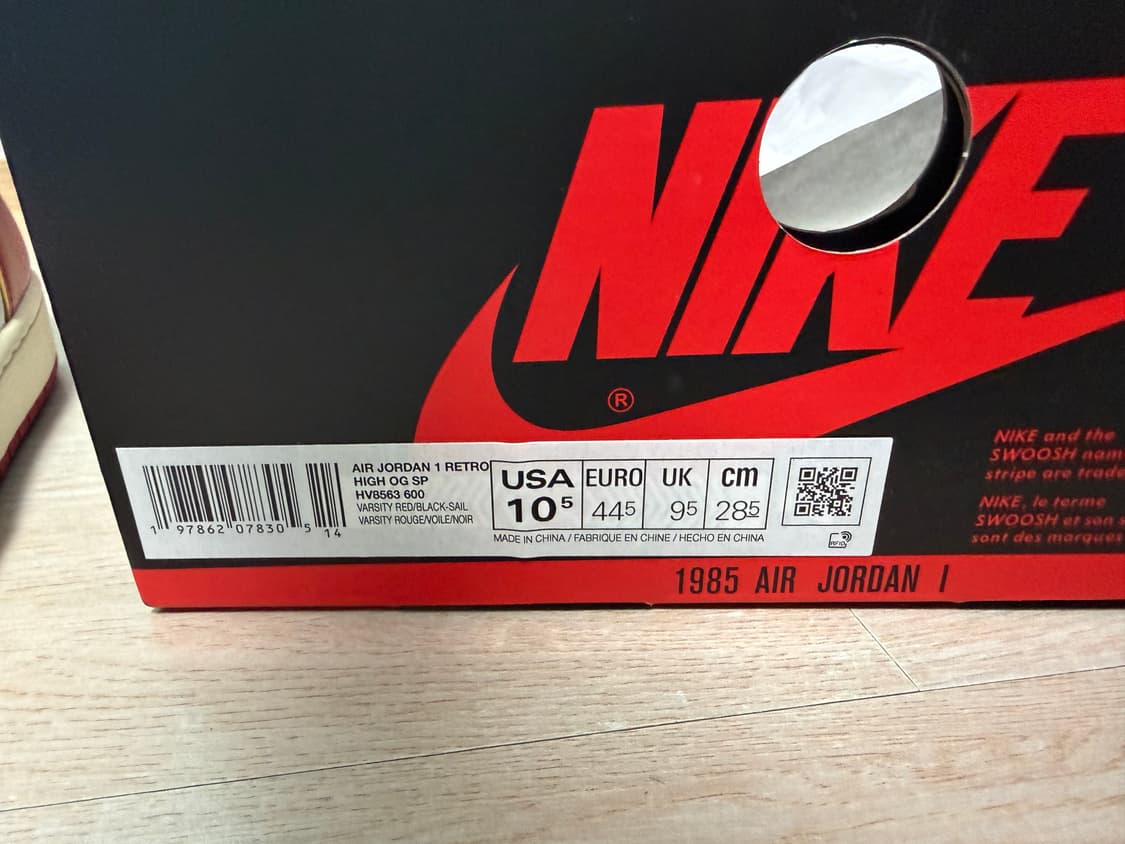 NIKE
®
NIKE and the
SWOOSH
stripe are
NIKE, le terme
SWOOSH et son
sont des marques
AIR JORDAN 1 RETRO
HIGH OG SP
HV8563 600
VARSITY RED/BLACK-SAIL
VARSITY ROUGE/VOILE/NOIR
1 97862 07830 5 14
USA EURO UK cm
10⁵ 44⁵ 9⁵ 28⁵
MADE IN CHINA / FABRIQUE EN CHINE / HECHO EN CHINA
RFID
1985 AIR JORDAN I